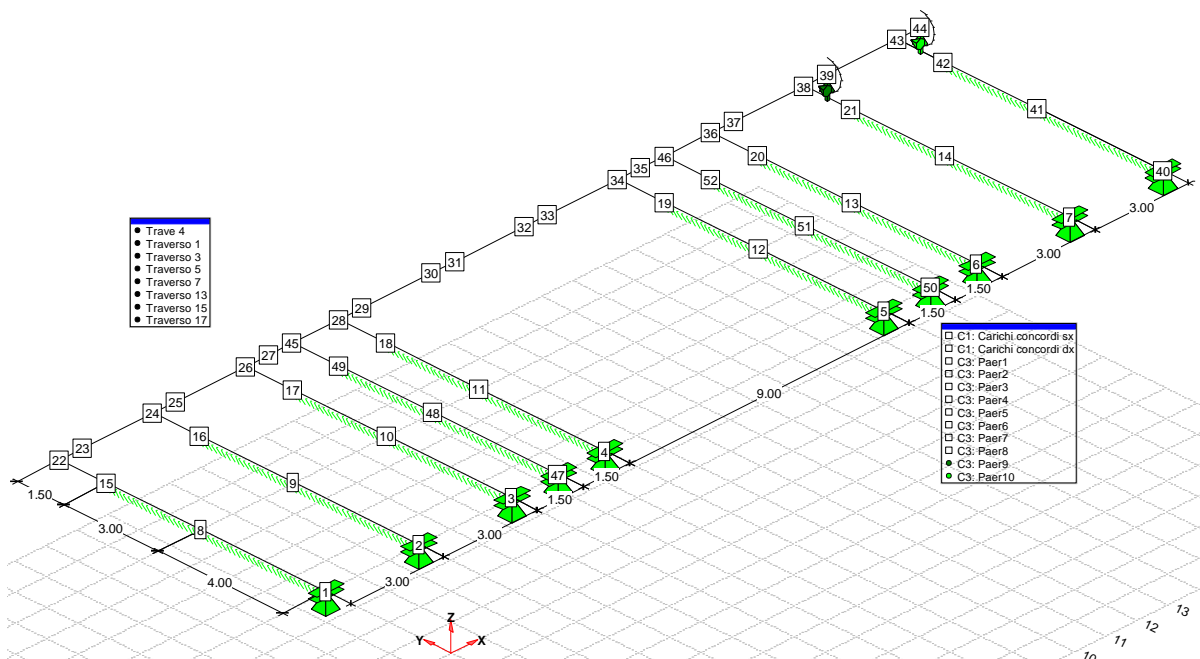 44
43
42
39
38
41
21
37
36
14
40
20
46
35
52
34
7
3.00
19
13
33
32
51
3.00
12
6
31
30
50
1.50
29
5
1.50
28
45
18
27
49
26
9.00
17
11
25
24
48
16
10
4
23
22
1.50
47
15
9
1.50
1.50
3
3.00
8
3.00
2
4.00
3.00
1
Trave 4
Traverso 1
Traverso 3
Traverso 5
Traverso 7
Traverso 13
Traverso 15
Traverso 17
C1: Carichi concordi sx
C1: Carichi concordi dx
C3: Paer1
C3: Paer2
C3: Paer3
C3: Paer4
C3: Paer5
C3: Paer6
C3: Paer7
C3: Paer8
C3: Paer9
C3: Paer10
Z
Y
X
13
12
11
10